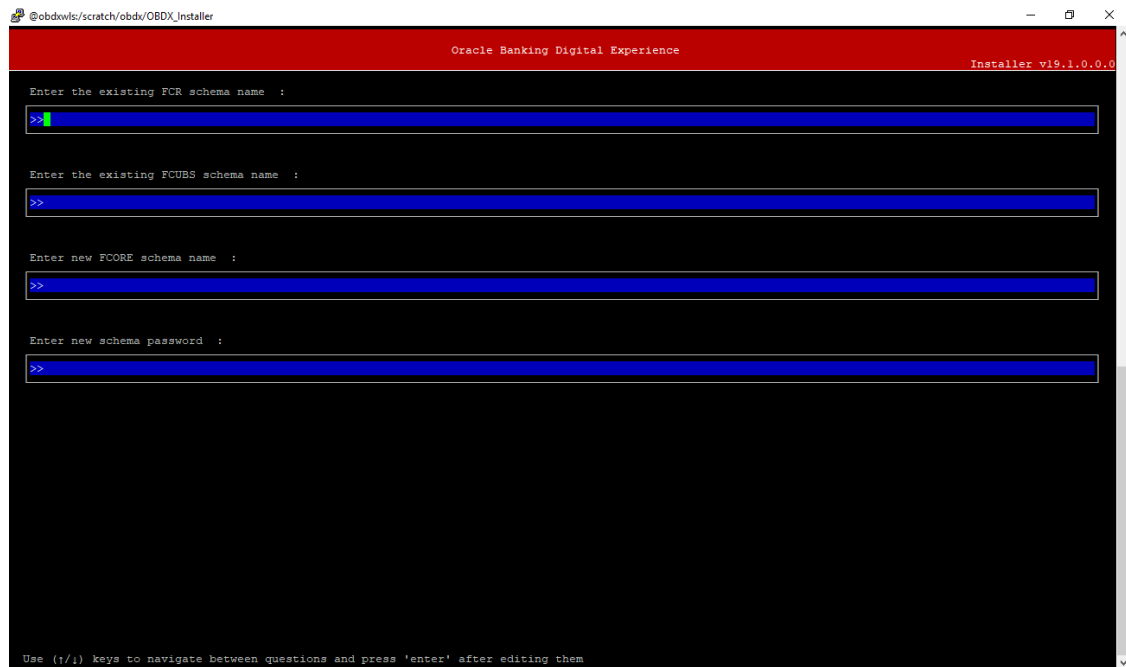 @obdxwls:/scratch/obdx/OBDX_Installer
Oracle Banking Digital Experience
Installer v19.1.0.0.0
Enter the existing FCR schema name  :
>>
Enter the existing FCUBS schema name  :
>>
Enter new FCORE schema name  :
>>
Enter new schema password  :
>>
Use (↑/↓) keys to navigate between questions and press 'enter' after editing them